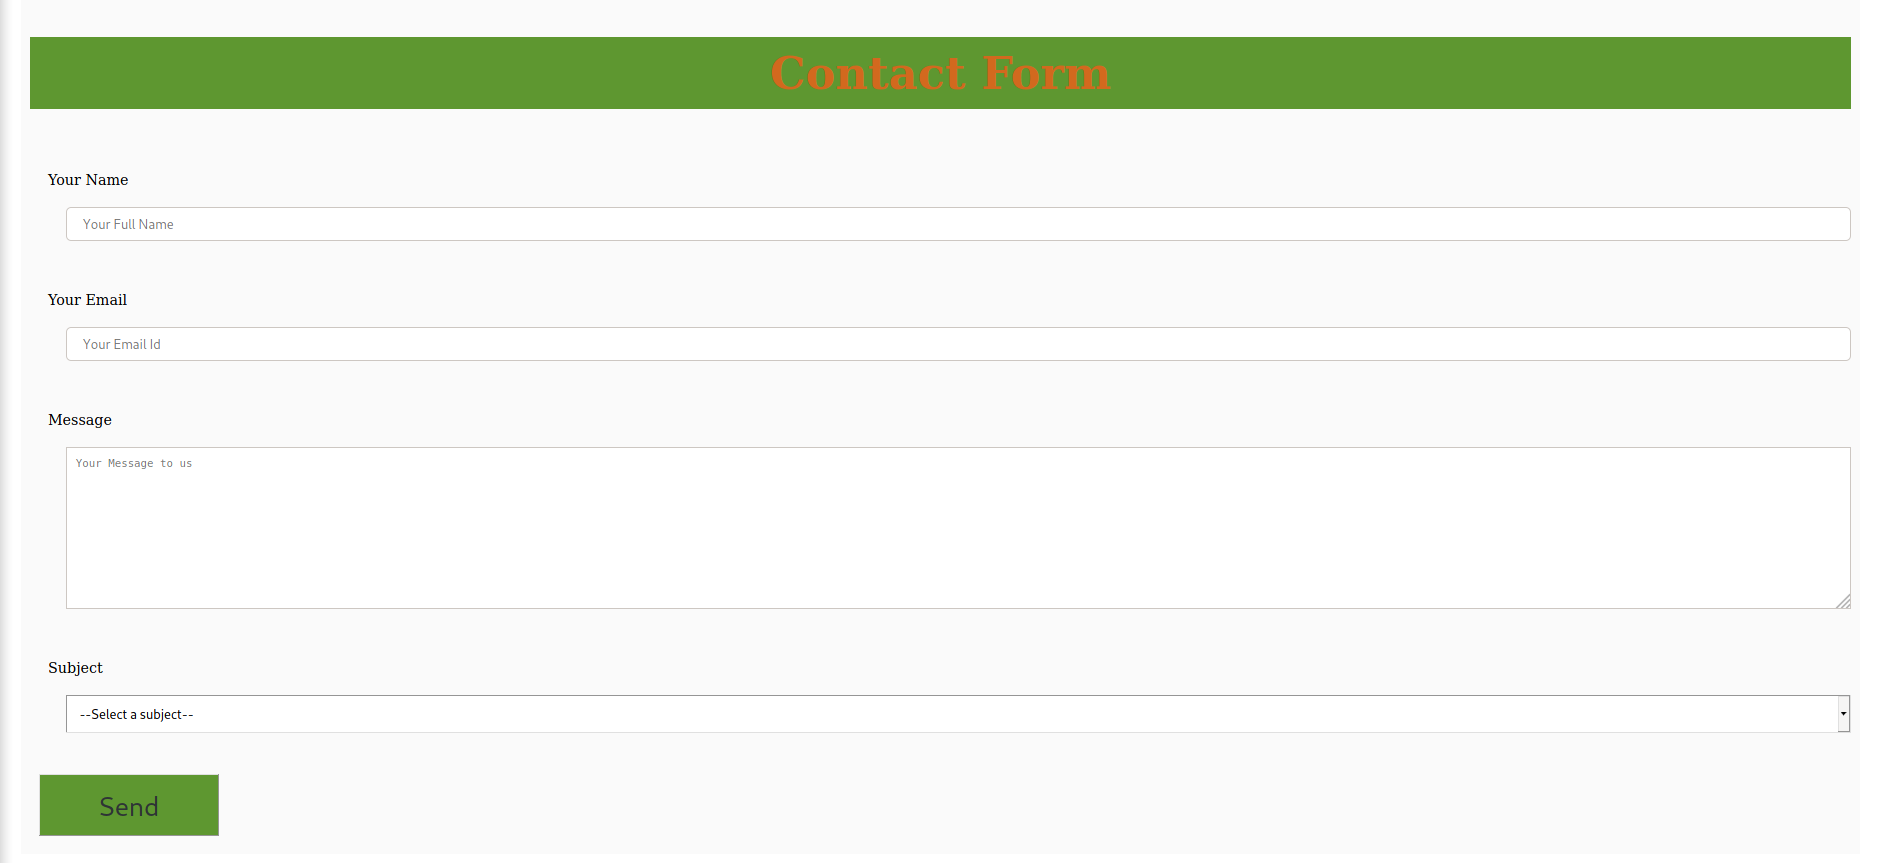 Contact Form
Your Name
Your Full Name
Your Email
Your Email Id
Message
Your Message to us
Subject
--Select a subject--
Send